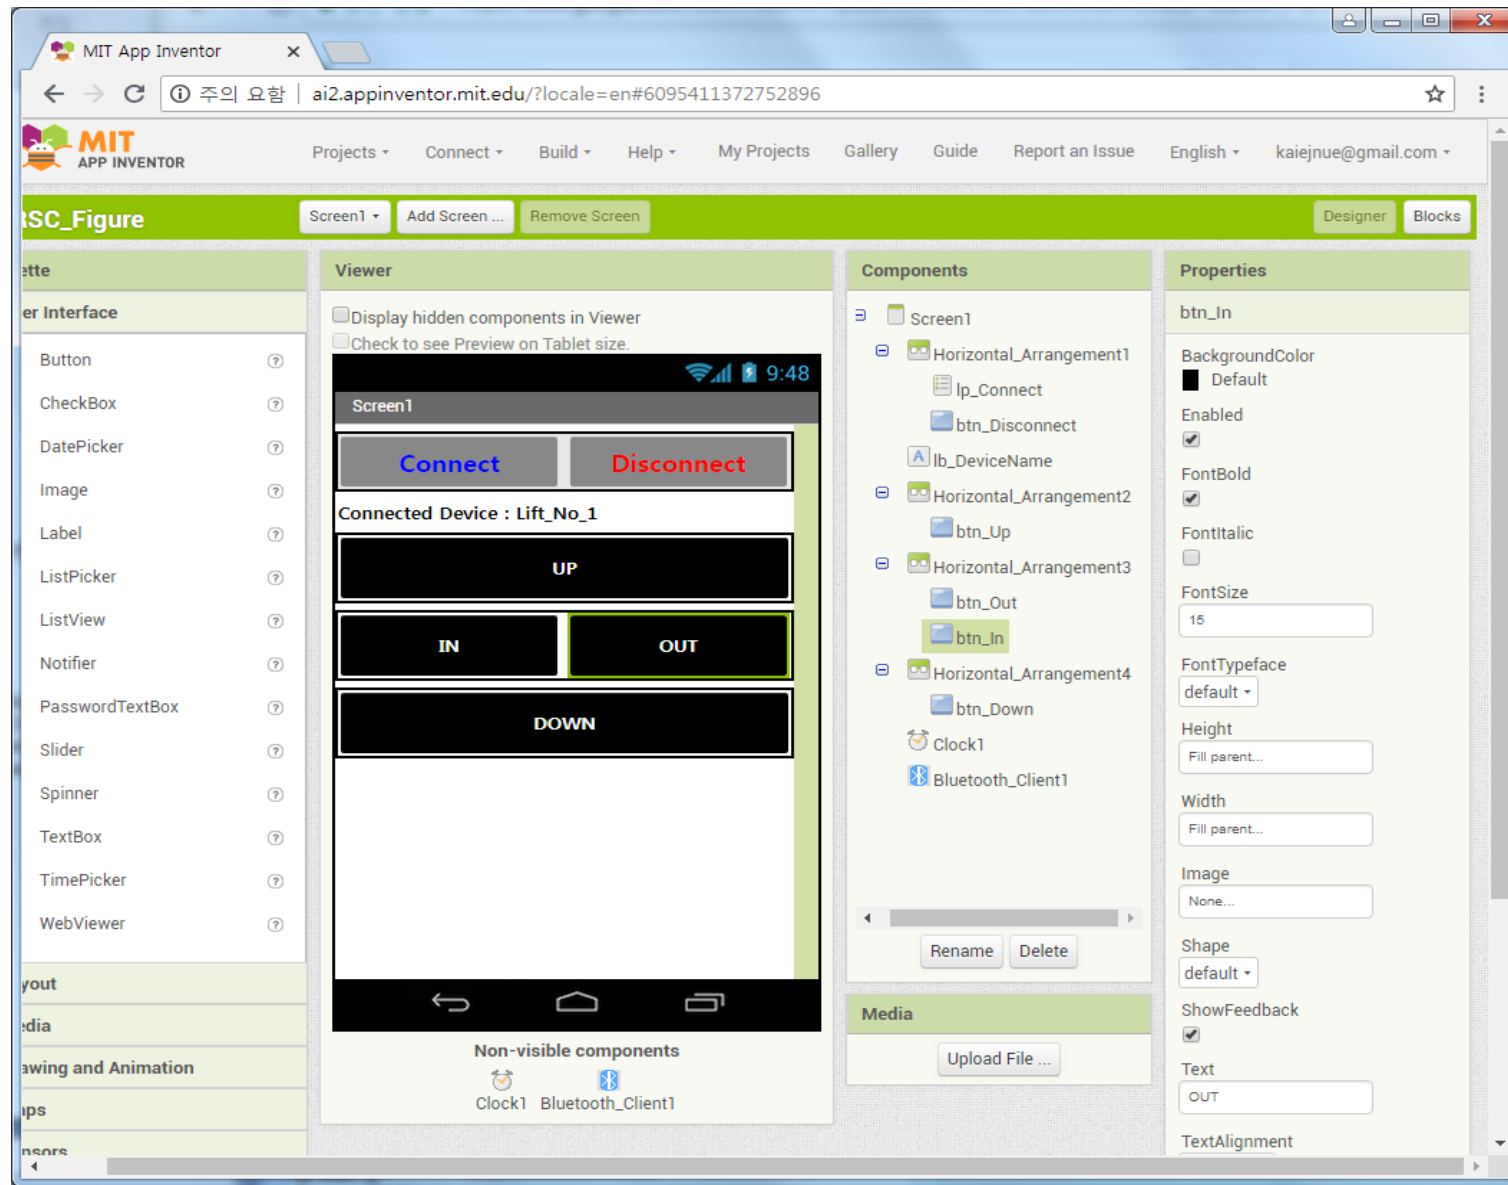 MIT App Inventor
주의 요함 ai2.appinventor.mit.edu/?locale=en#6095411372752896
MIT
APP INVENTOR
Projects Connect Build Help My Projects Gallery Guide Report an Issue English kaiejnue@gmail.com
SC_Figure
Screen1 Add Screen ... Remove Screen Designer Blocks
ette
er Interface
Button
CheckBox
DatePicker
Image
Label
ListPicker
ListView
Notifier
PasswordTextBox
Slider
Spinner
TextBox
TimePicker
WebViewer
yout
edia
awing and Animation
aps
nsors
Viewer
Display hidden components in Viewer
Check to see Preview on Tablet size.
9:48
Screen1
Connect Disconnect
Connected Device : Lift_No_1
UP
IN OUT
DOWN
Non-visible components
Clock1 Bluetooth_Client1
Components
Screen1
Horizontal_Arrangement1
lp_Connect
btn_Disconnect
A lb_DeviceName
Horizontal_Arrangement2
btn_Up
Horizontal_Arrangement3
btn_Out
btn_In
Horizontal_Arrangement4
btn_Down
Clock1
Bluetooth_Client1
Rename Delete
Media
Upload File ...
Properties
btn_In
BackgroundColor
Default
Enabled
FontBold
FontItalic
FontSize
15
FontTypeface
default
Height
Fill parent...
Width
Fill parent...
Image
None...
Shape
default
ShowFeedback
Text
OUT
TextAlignment